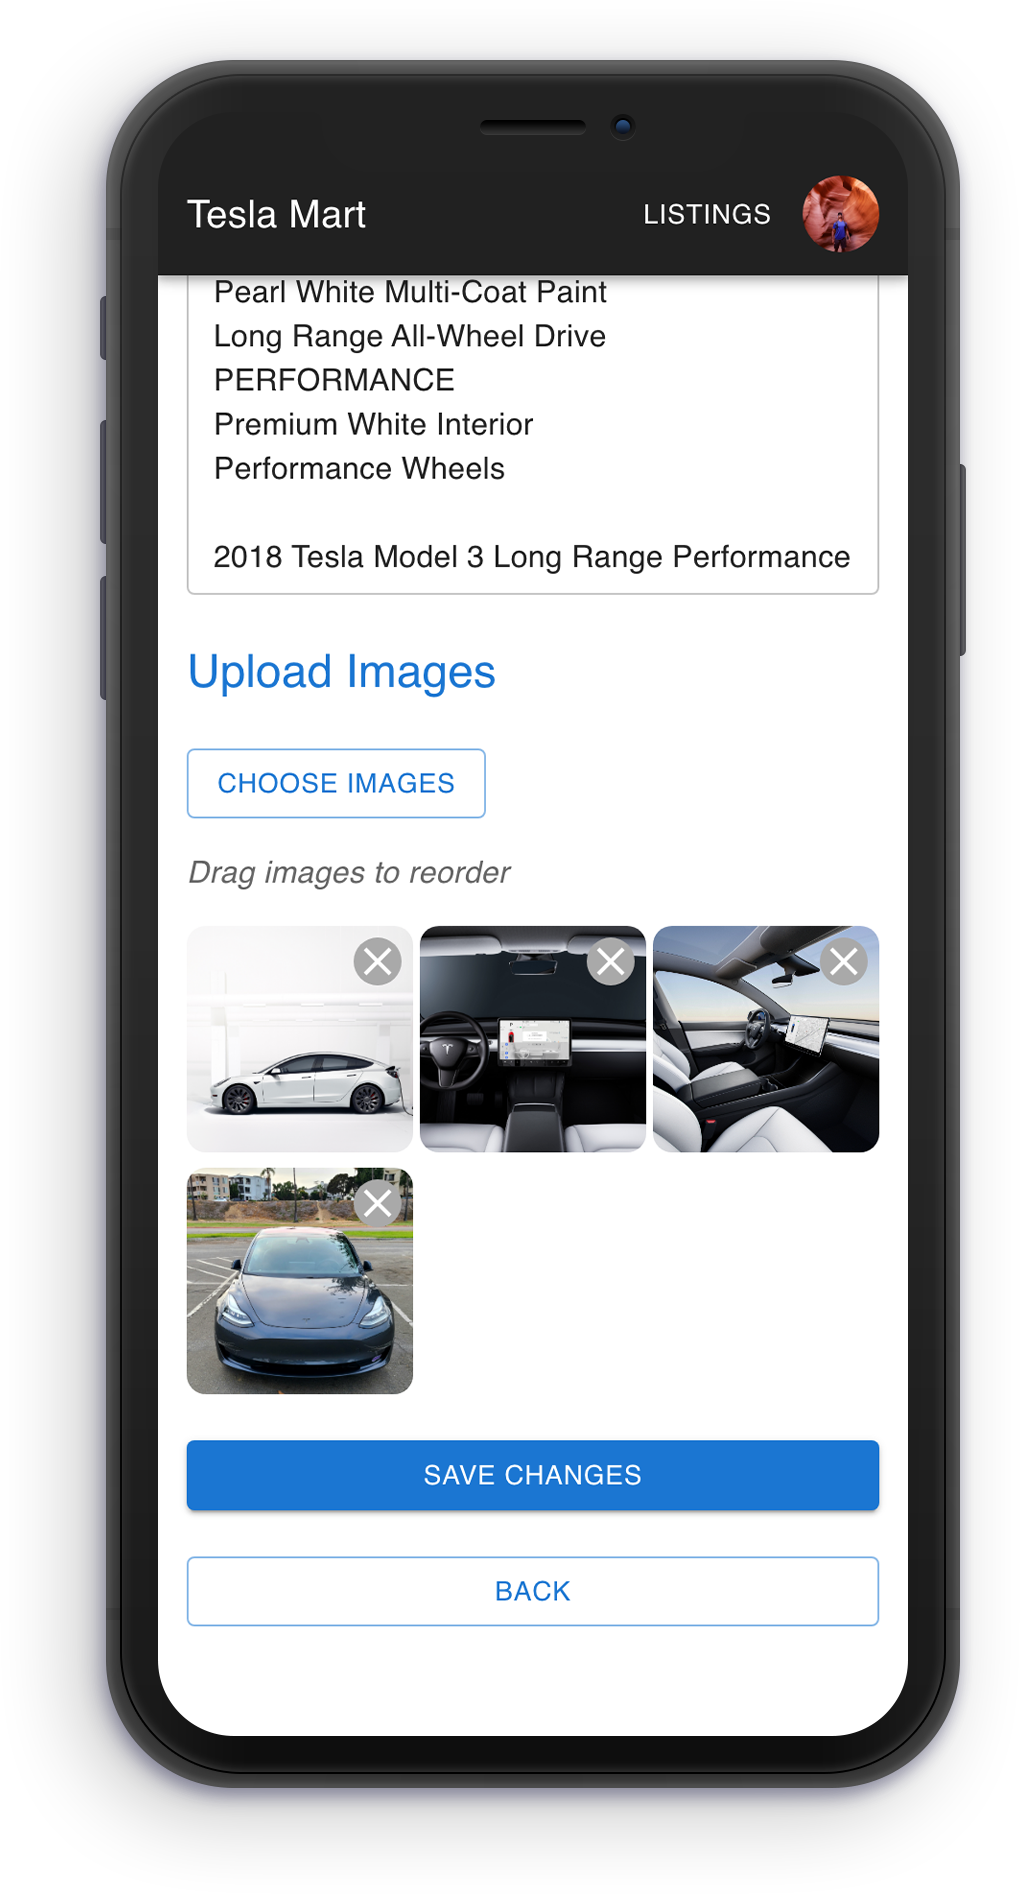 Tesla Mart
LISTINGS
Pearl White Multi-Coat Paint
Long Range All-Wheel Drive
PERFORMANCE
Premium White Interior
Performance Wheels
2018 Tesla Model 3 Long Range Performance
Upload Images
CHOOSE IMAGES
Drag images to reorder
SAVE CHANGES
BACK